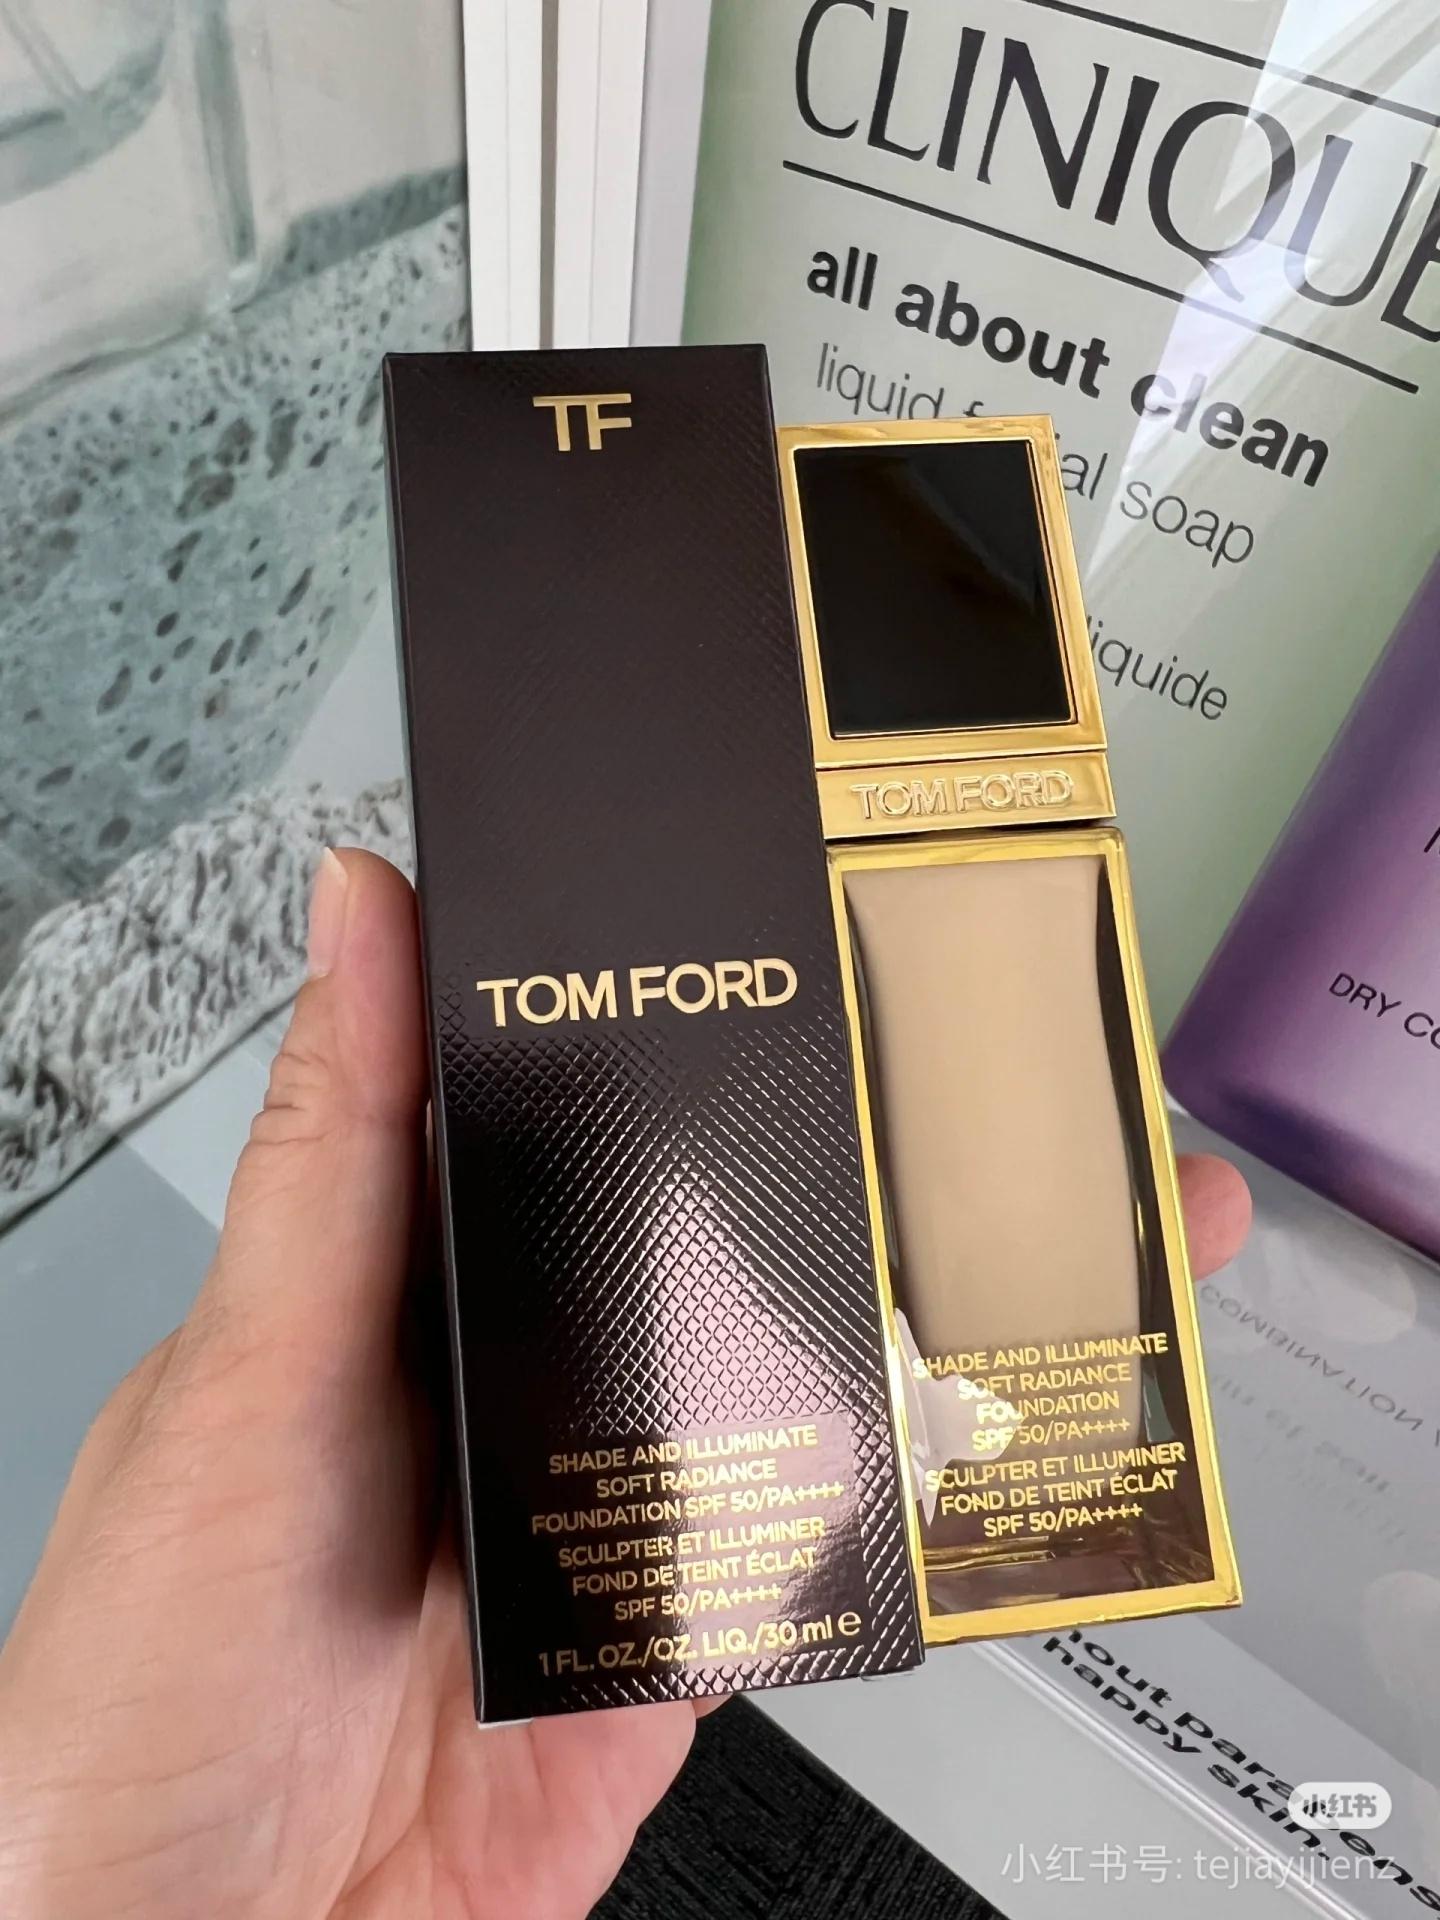 CLINIQUE
all about clean
liquid
soap
liquide
TF
TOM FORD
TOM FORD
SHADE AND ILLUMINATE
SOFT RADIANCE
FOUNDATION SPF 50/PA++++
SCULPTER ET ILLUMINER
FOND DE TEINT ÉCLAT
SPF 50/PA++++
1 FL. OZ./OZ. LIQ./30 ml e
SHADE AND ILLUMINATE
SOFT RADIANCE
FOUNDATION
SPF 50/PA++++
SCULPTER ET ILLUMINER
FOND DE TEINT ÉCLAT
SPF 50/PA++++
DRY
COMBINATION
happy skin.
小红书
小红书号: tejiayijienz